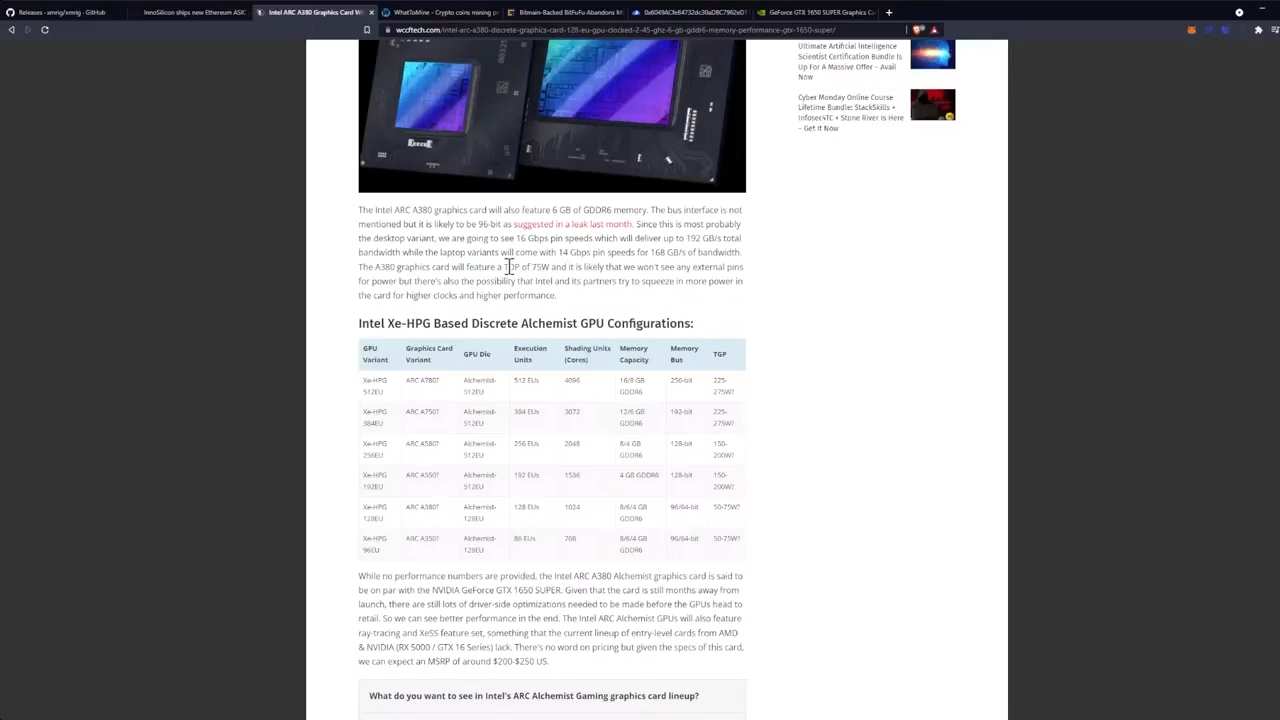 Releases · xmrig/xmrig · GitHub
InnoSilicon ships new Ethereum ASIC
Intel ARC A380 Graphics Card Wi
WhatToMine - Crypto coins mining p
Bitmain-Backed BitFuFu Abandons M
GeForce GTX 1650 SUPER Graphics Ca
wccftech.com/intel-arc-a380-discrete-graphics-card-128-eu-gpu-clocked-2-45-ghz-6-gb-gddr6-memory-performance-gtx-1650-super/
Ultimate Artificial Intelligence
Scientist Certification Bundle Is
Up For A Massive Offer – Avail
Now
Cyber Monday Online Course
Lifetime Bundle: StackSkills +
Infosec4TC + Stone River Is Here
– Get It Now
The Intel ARC A380 graphics card will also feature 6 GB of GDDR6 memory. The bus interface is not
mentioned but it is likely to be 96-bit as suggested in a leak last month. Since this is most probably
the desktop variant, we are going to see 16 Gbps pin speeds which will deliver up to 192 GB/s total
bandwidth while the laptop variants will come with 14 Gbps pin speeds for 168 GB/s of bandwidth.
The A380 graphics card will feature a TDP of 75W and it is likely that we won't see any external pins
for power but there's also the possibility that Intel and its partners try to squeeze in more power in
the card for higher clocks and higher performance.
Intel Xe-HPG Based Discrete Alchemist GPU Configurations:
GPU Variant Graphics Card Variant GPU Die Execution Units Shading Units (Cores) Memory Capacity Memory Bus TGP
Xe-HPG 512EU ARC A780? Alchemist-512EU 512 EUs 4096 16/8 GB GDDR6 256-bit 225-275W?
Xe-HPG 384EU ARC A750? Alchemist-512EU 384 EUs 3072 12/6 GB GDDR6 192-bit 225-275W?
Xe-HPG 256EU ARC A580? Alchemist-512EU 256 EUs 2048 8/4 GB GDDR6 128-bit 150-200W?
Xe-HPG 192EU ARC A550? Alchemist-512EU 192 EUs 1536 4 GB GDDR6 128-bit 150-200W?
Xe-HPG 128EU ARC A380? Alchemist-128EU 128 EUs 1024 8/6/4 GB GDDR6 96/64-bit 50-75W?
Xe-HPG 96EU ARC A350? Alchemist-128EU 86 EUs 768 8/6/4 GB GDDR6 96/64-bit 50-75W?
While no performance numbers are provided, the Intel ARC A380 Alchemist graphics card is said to
be on par with the NVIDIA GeForce GTX 1650 SUPER. Given that the card is still months away from
launch, there are still lots of driver-side optimizations needed to be made before the GPUs head to
retail. So we can see better performance in the end. The Intel ARC Alchemist GPUs will also feature
ray-tracing and XeSS feature set, something that the current lineup of entry-level cards from AMD
& NVIDIA (RX 5000 / GTX 16 Series) lack. There's no word on pricing but given the specs of this card,
we can expect an MSRP of around $200-$250 US.
What do you want to see in Intel's ARC Alchemist Gaming graphics card lineup?